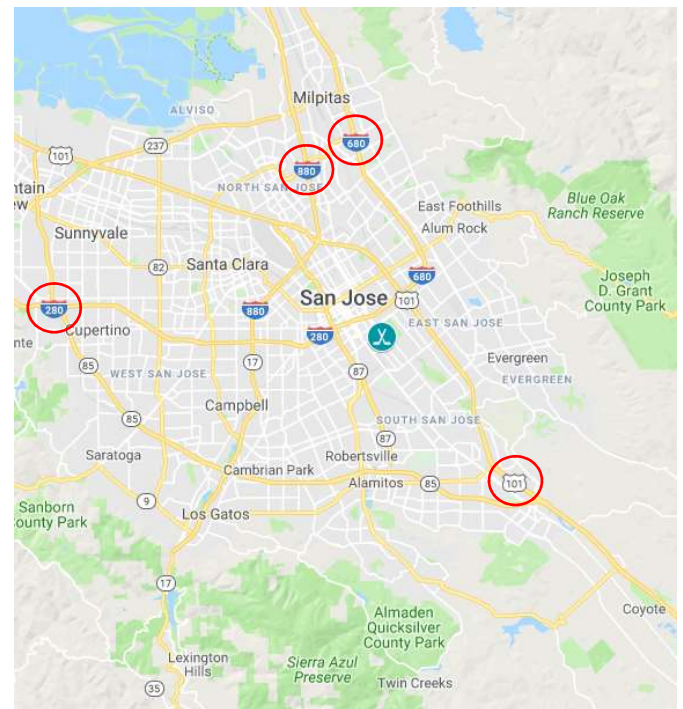 Milpitas
ALVISO
680
237
101
880
ntain
ew
NORTH SAN JOSE
Blue Oak
Ranch Reserve
East Foothills
Alum Rock
Sunnyvale
82
Santa Clara
680
Joseph
D. Grant
County Park
San Jose
101
280
880
EAST SAN JOSE
Cupertino
280
nte
Evergreen
85
WEST SAN JOSE
17
87
EVERGREEN
Campbell
85
SOUTH SAN JOSE
87
Saratoga
Robertsville
Cambrian Park
Alamitos
85
101
9
Sanborn
ounty Park
Los Gatos
17
Almaden
Quicksilver
County Park
Coyote
Lexington
Hills
Sierra Azul
Preserve
Twin Creeks
35